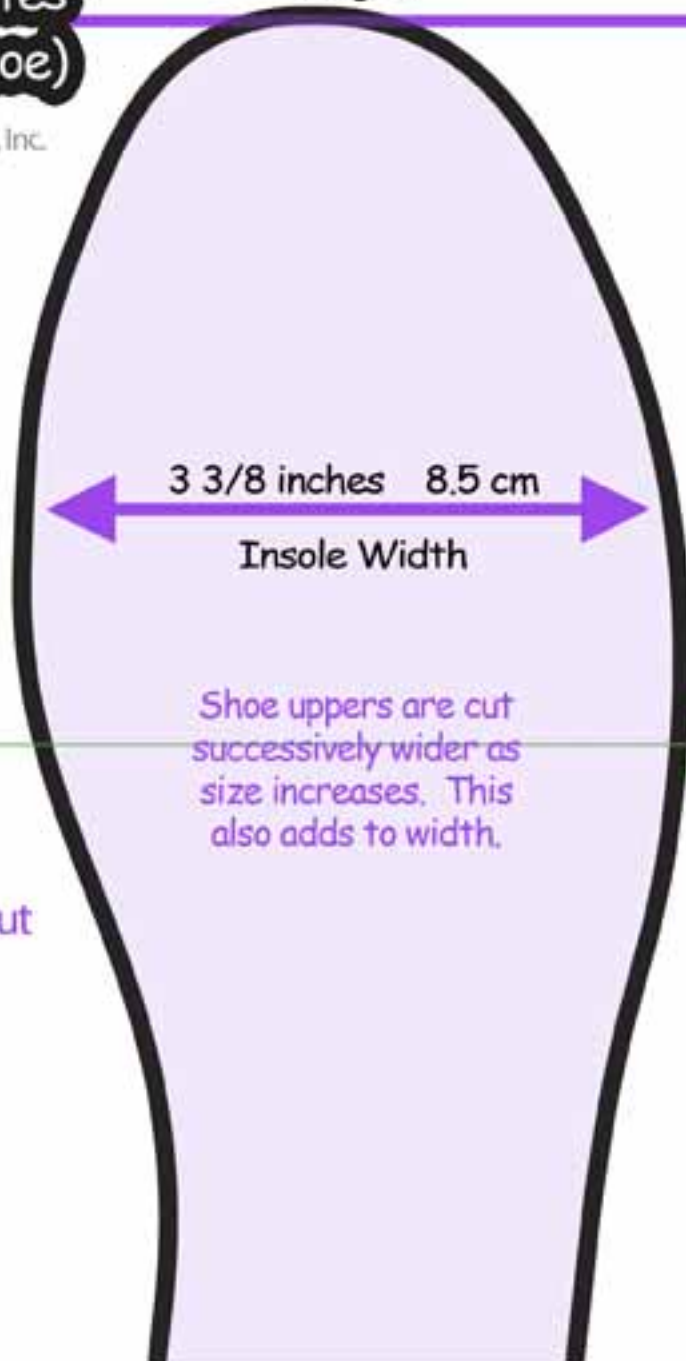 oe)
Inc.
3 3/8 inches 8.5 cm
Insole Width
Shoe uppers are cut
successively wider as
size increases. This
also adds to width.
ut